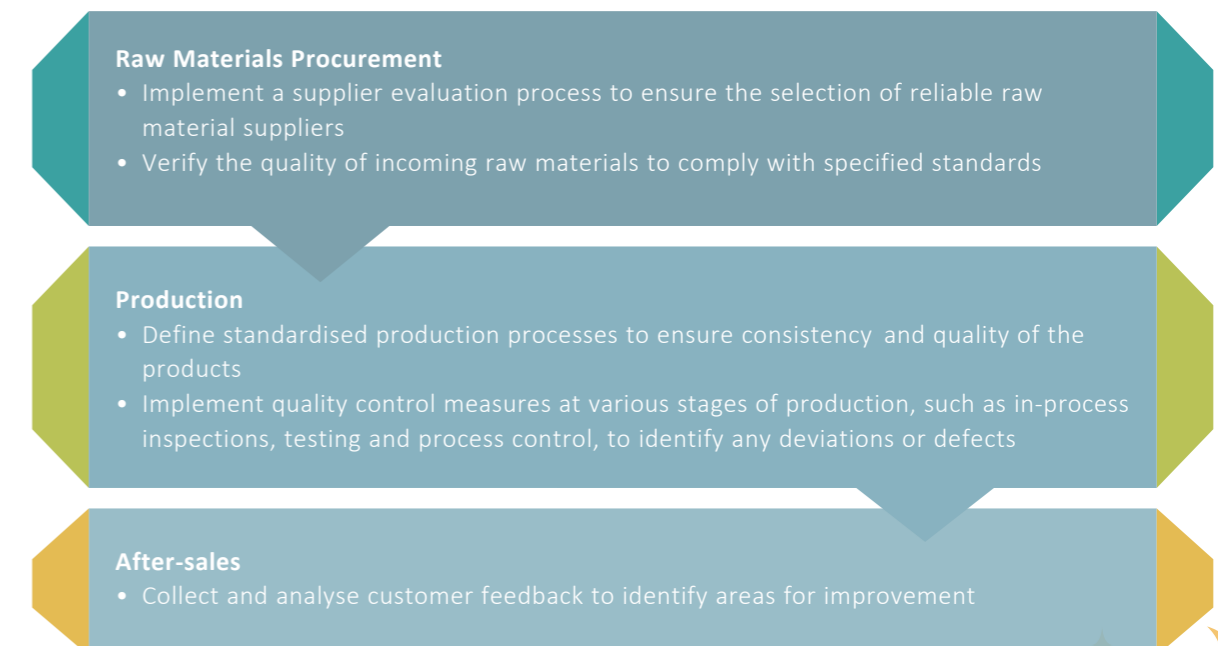 Raw Materials Procurement
• Implement a supplier evaluation process to ensure the selection of reliable raw
material suppliers
• Verify the quality of incoming raw materials to comply with specified standards
Production
• Define standardised production processes to ensure consistency and quality of the
products
• Implement quality control measures at various stages of production, such as in-process
inspections, testing and process control, to identify any deviations or defects
After-sales
• Collect and analyse customer feedback to identify areas for improvement